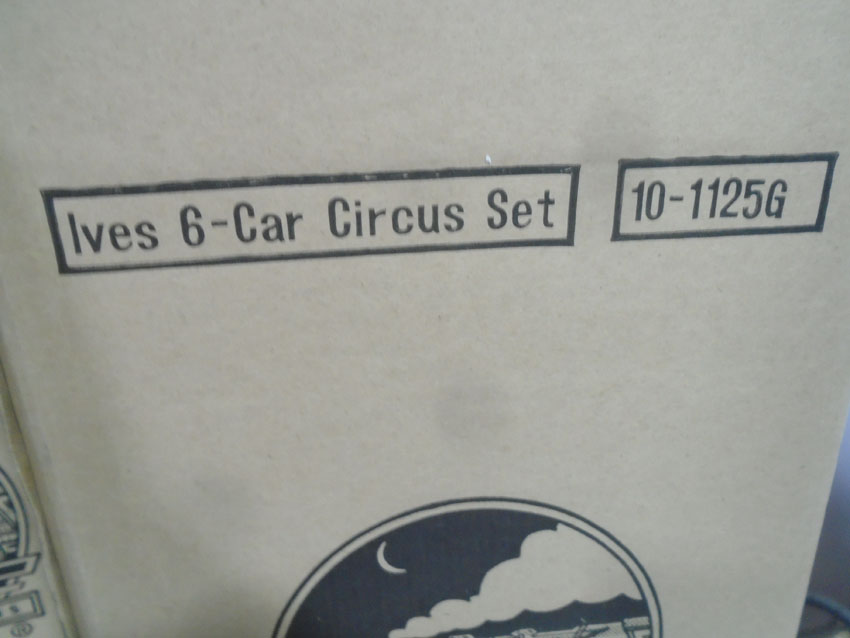 Ives 6-Car Circus Set
10-1125G
®